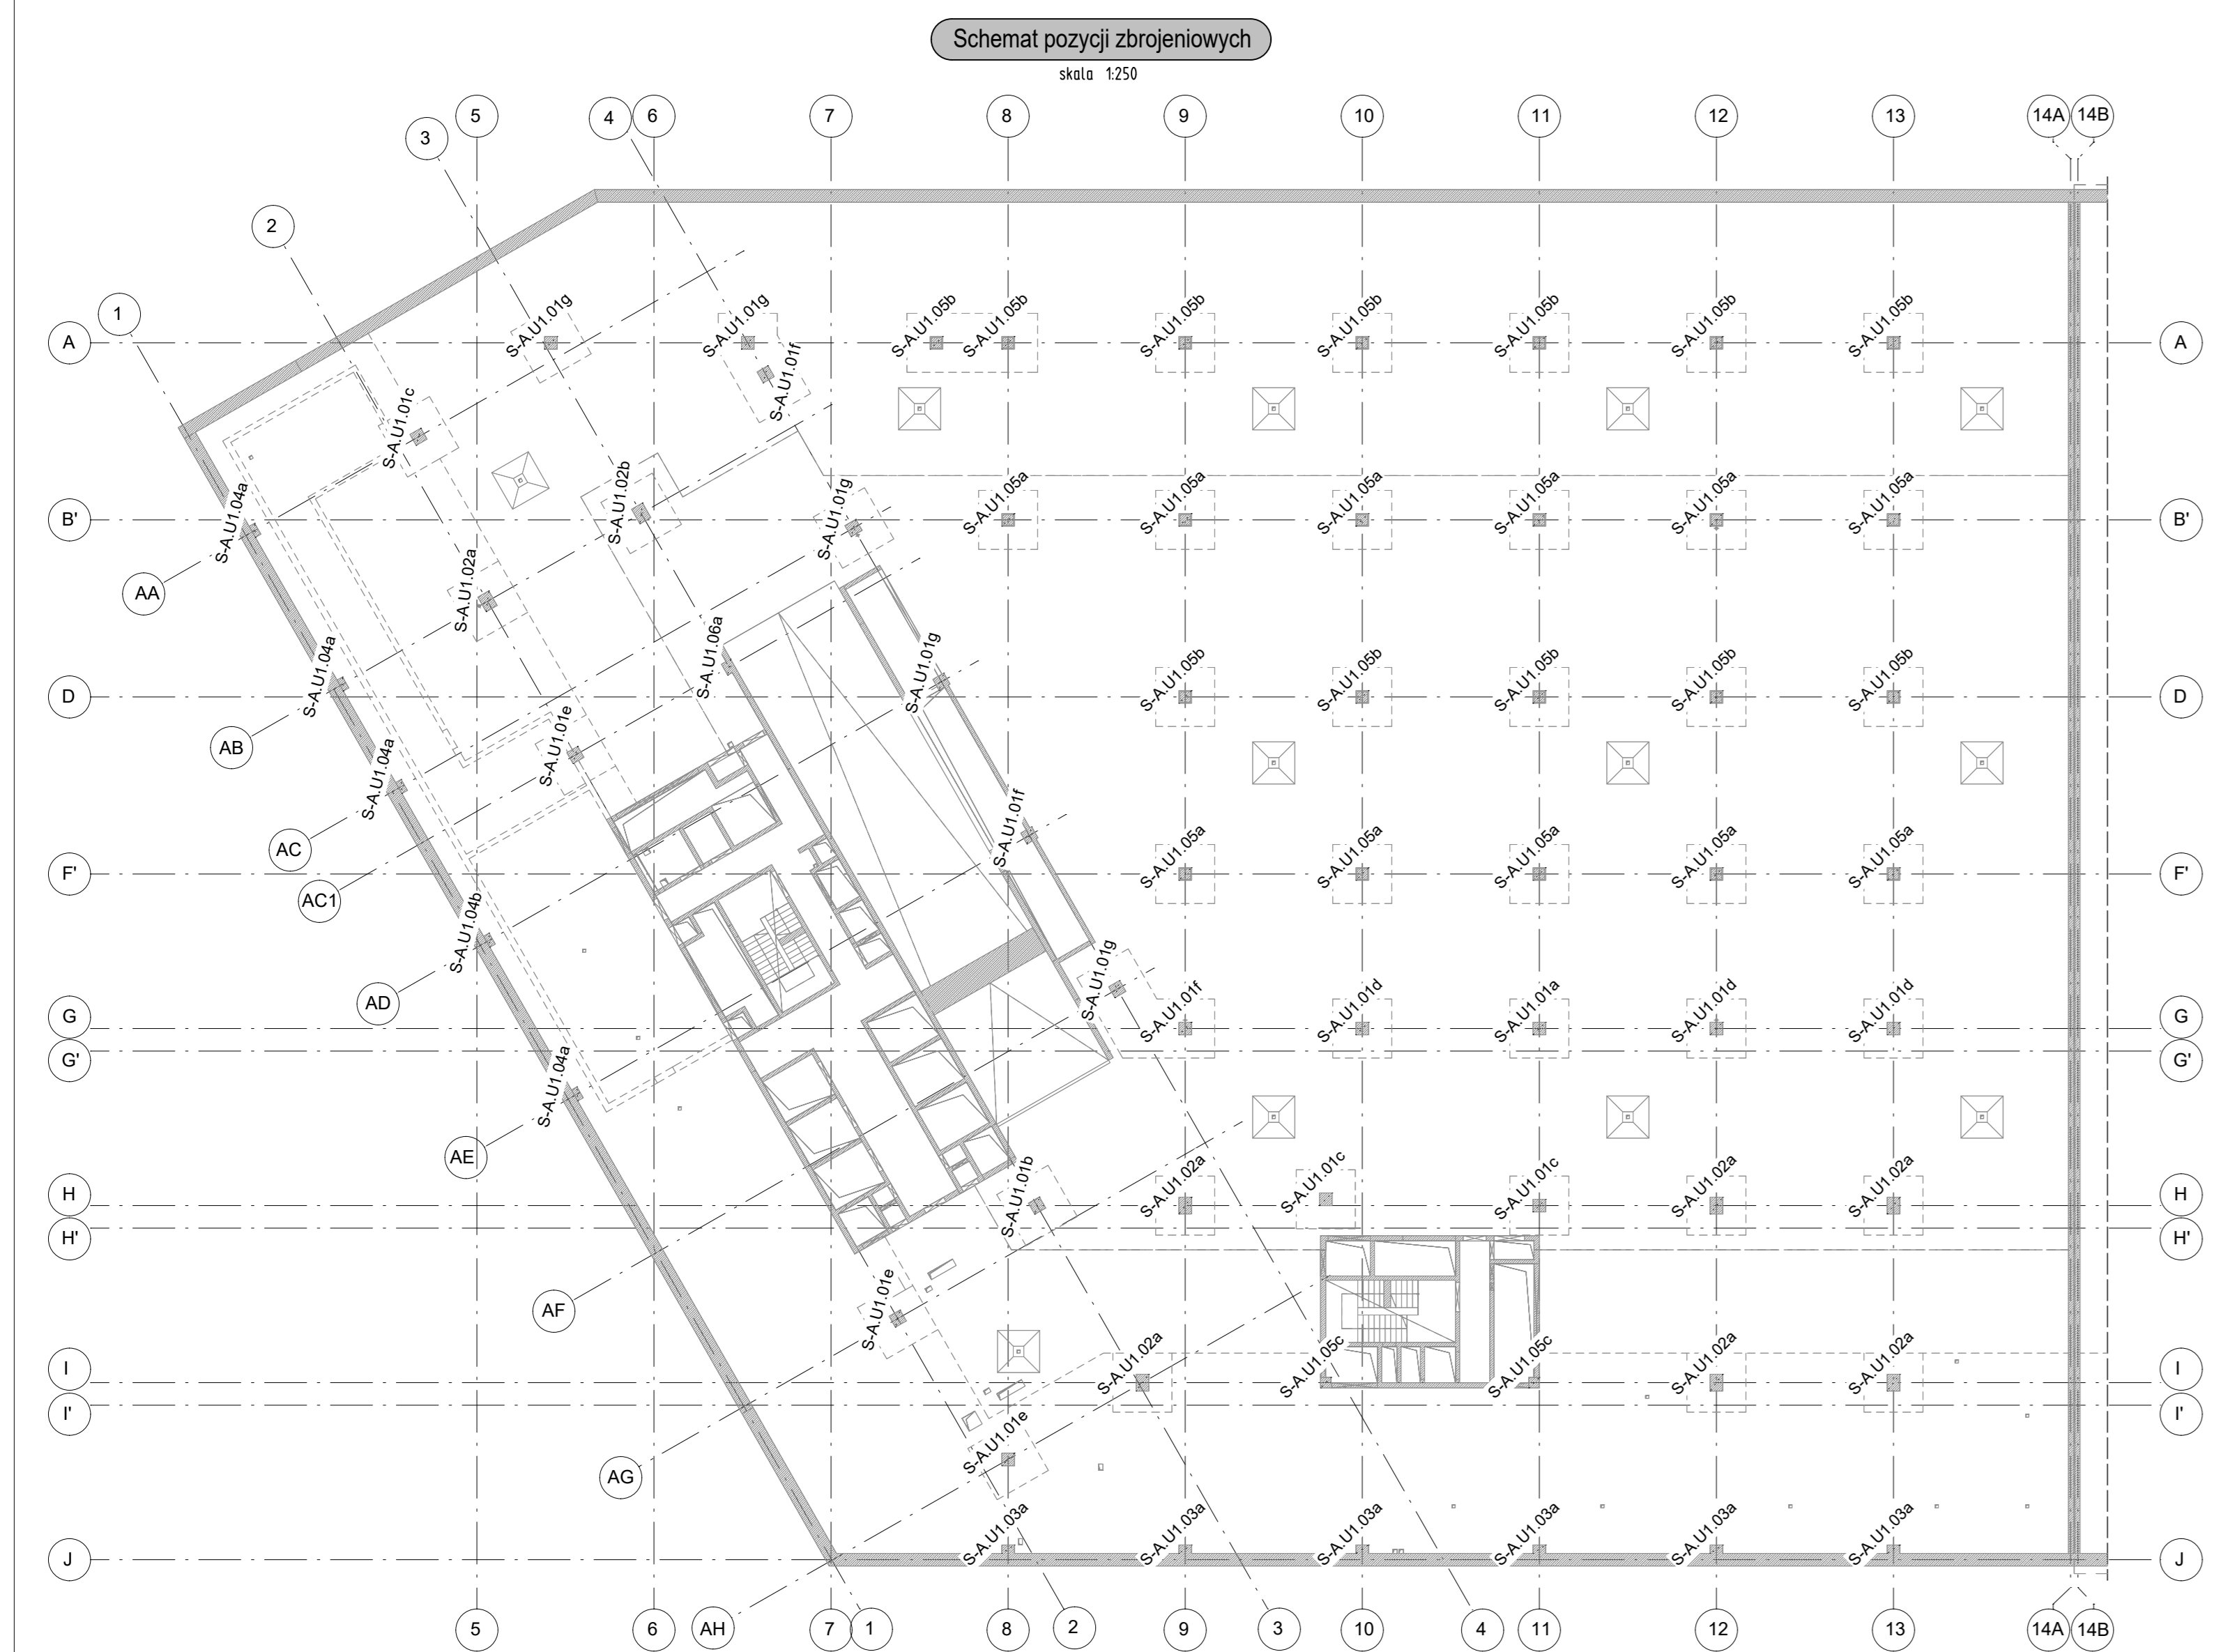 Schemat pozycji zbrojeniowych
skala 1:250
5
4
6
7
8
9
10
11
12
13
14A
14B
3
2
1
A
S-A.U1.01g
S-A.U1.01g
S-A.U1.05b
S-A.U1.05b
S-A.U1.05b
S-A.U1.05b
S-A.U1.05b
S-A.U1.05b
S-A.U1.05b
A
S-A.U1.01f
S-A.U1.01c
B'
S-A.U1.04a
S-A.U1.02b
S-A.U1.01g
S-A.U1.05a
S-A.U1.05a
S-A.U1.05a
S-A.U1.05a
S-A.U1.05a
S-A.U1.05a
B'
AA
S-A.U1.02a
D
S-A.U1.04a
S-A.U1.06a
S-A.U1.01g
S-A.U1.05b
S-A.U1.05b
S-A.U1.05b
S-A.U1.05b
S-A.U1.05b
D
AB
S-A.U1.04a
S-A.U1.01e
AC
S-A.U1.01f
F'
S-A.U1.05a
S-A.U1.05a
S-A.U1.05a
S-A.U1.05a
S-A.U1.05a
F'
AC1
S-A.U1.04b
AD
S-A.U1.01g
G
S-A.U1.01f
S-A.U1.01d
S-A.U1.01a
S-A.U1.01d
S-A.U1.01d
G
G'
G'
S-A.U1.04a
AE
H
S-A.U1.01b
S-A.U1.02a
S-A.U1.01c
S-A.U1.01c
S-A.U1.02a
S-A.U1.02a
H
H'
H'
AF
S-A.U1.01e
I
S-A.U1.02a
S-A.U1.05c
S-A.U1.05c
S-A.U1.02a
S-A.U1.02a
I
I'
I'
S-A.U1.01e
AG
J
S-A.U1.03a
S-A.U1.03a
S-A.U1.03a
S-A.U1.03a
S-A.U1.03a
S-A.U1.03a
J
5
6
AH
7
1
8
2
9
3
10
4
11
12
13
14A
14B